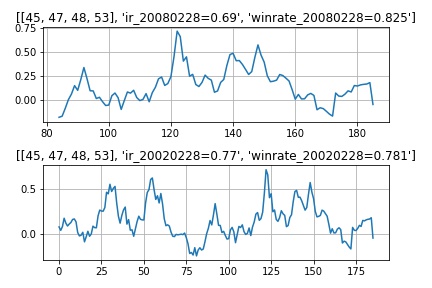 [[45, 47, 48, 53], 'ir_20080228=0.69', 'winrate_20080228=0.825']
0.75
0.50
0.25
0.00
80 100 120 140 160 180
[[45, 47, 48, 53], 'ir_20020228=0.77', 'winrate_20020228=0.781']
0.5
0.0
0 25 50 75 100 125 150 175